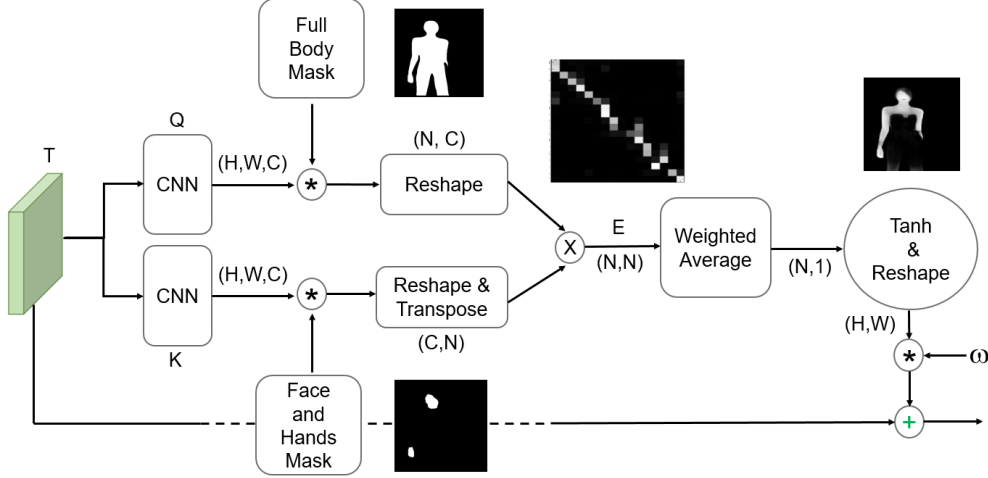 Full
Body
Mask
Q
(N, C)
T
(H,W,C)
CNN
*
Reshape
E
X
(N,N)
Weighted
Average
(N,1)
Tanh
&
Reshape
(H,W,C)
CNN
*
Reshape &
Transpose
(C,N)
K
(H,W)
*
ω
Face
and
Hands
Mask
+